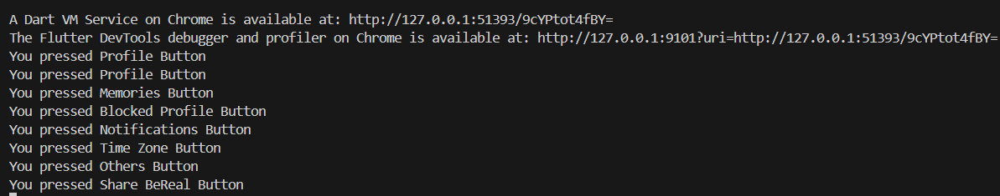 A Dart VM Service on Chrome is available at: http://127.0.0.1:51393/9cYPtot4fBY=
The Flutter DevTools debugger and profiler on Chrome is available at: http://127.0.0.1:9101?uri=http://127.0.0.1:51393/9cYPtot4fBY=
You pressed Profile Button
You pressed Profile Button
You pressed Memories Button
You pressed Blocked Profile Button
You pressed Notifications Button
You pressed Time Zone Button
You pressed Others Button
You pressed Share BeReal Button